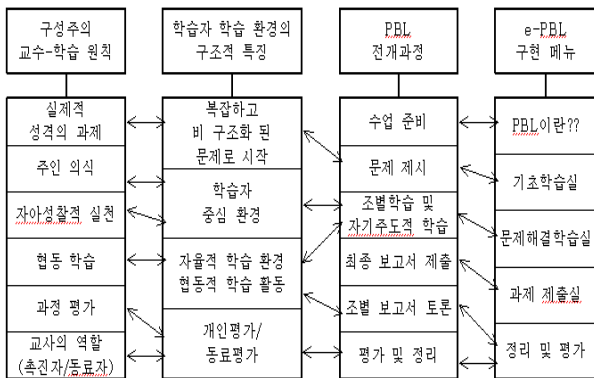 구성주의
교수-학습 원칙
학습자 학습 환경의
구조적 특징
PBL
전개과정
e-PBL
구현 메뉴
실제적
성격의 과제
주인 의식
자아성찰적 실천
협동 학습
과정 평가
교사의 역할
(촉진자/동료자)
복잡하고
비 구조화 된
문제로 시작
학습자
중심 환경
자율적 학습 환경
협동적 학습 활동
개인평가/
동료평가
수업 준비
문제 제시
조별학습 및
자기주도적 학습
최종 보고서 제출
조별 보고서 토론
평가 및 정리
PBL이란??
기초학습실
문제해결학습실
과제 제출실
정리 및 평가